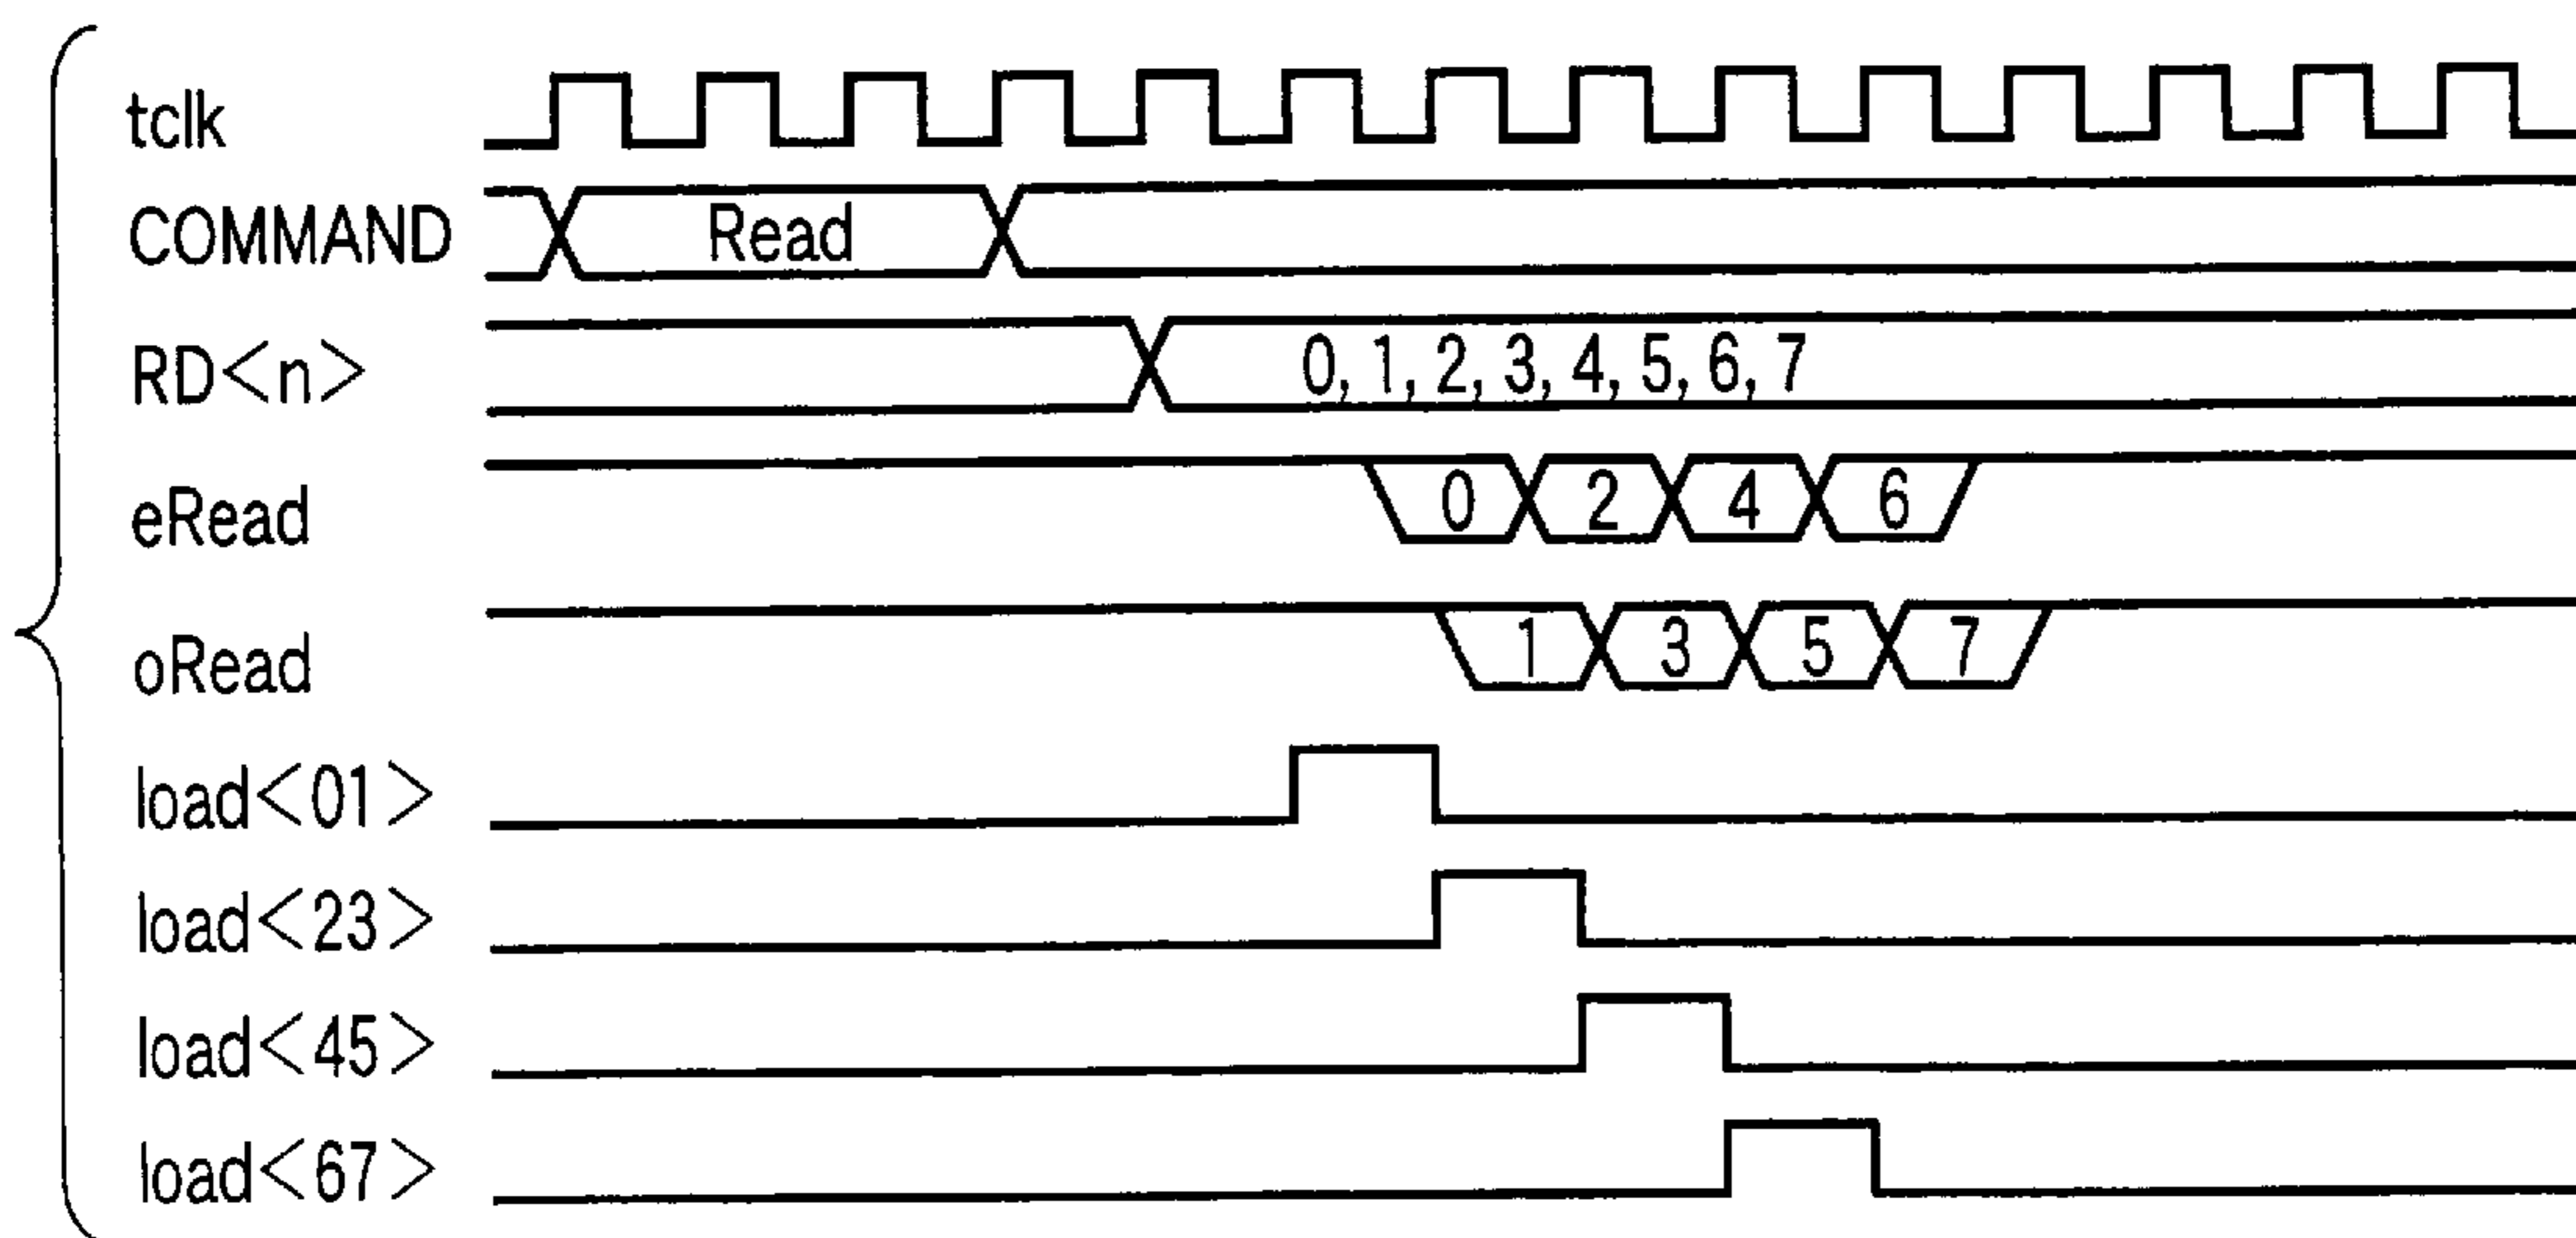 tclk
COMMAND Read
RD<n> 0, 1, 2, 3, 4, 5, 6, 7
eRead 0 2 4 6
oRead 1 3 5 7
load<01>
load<23>
load<45>
load<67>